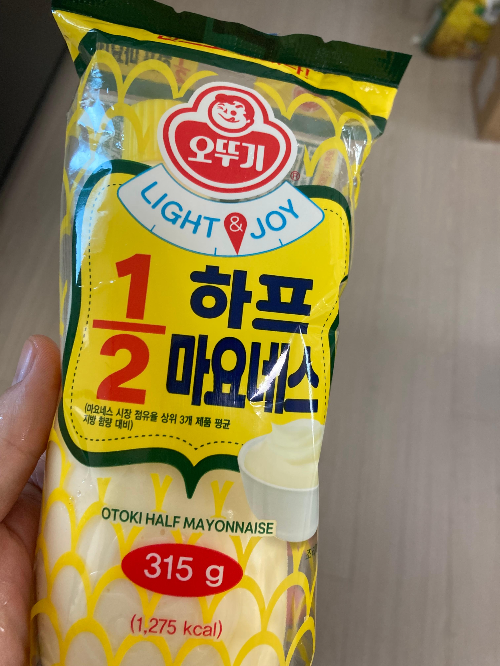 오뚜기
LIGHT & JOY
1/2 하프
마요네스
(마요네스 시장 점유율 상위 3개 제품 평균
지방 함량 대비)
OTOKI HALF MAYONNAISE
315 g
(1,275 kcal)